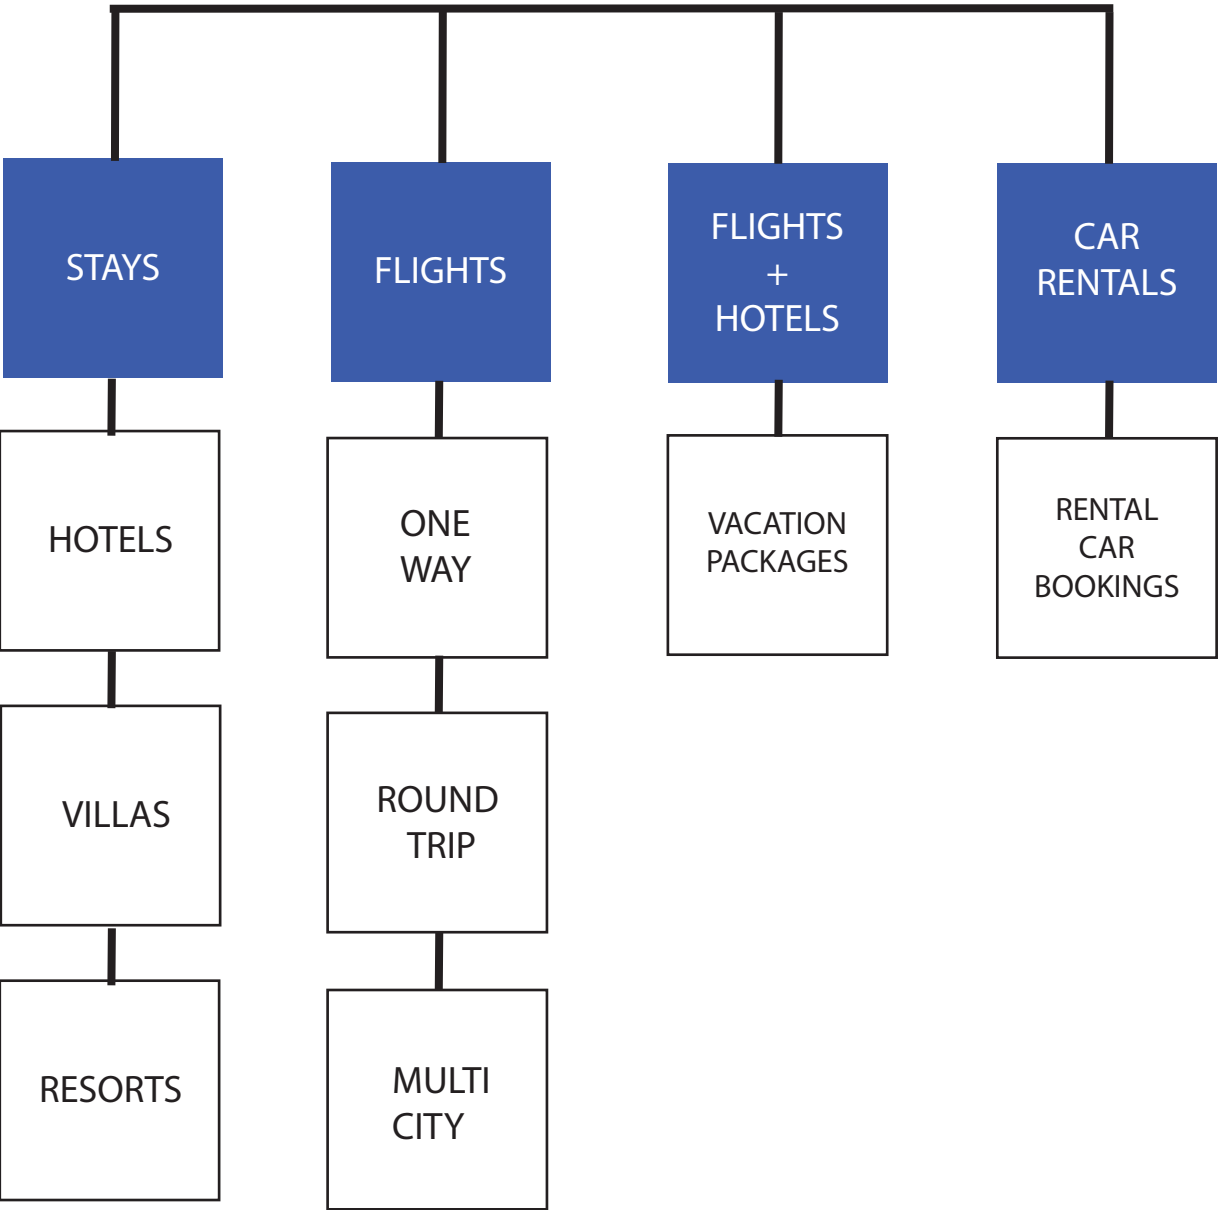 STAYS
FLIGHTS
FLIGHTS
+
HOTELS
CAR
RENTALS
HOTELS
ONE
WAY
VACATION
PACKAGES
RENTAL
CAR
BOOKINGS
VILLAS
ROUND
TRIP
RESORTS
MULTI
CITY